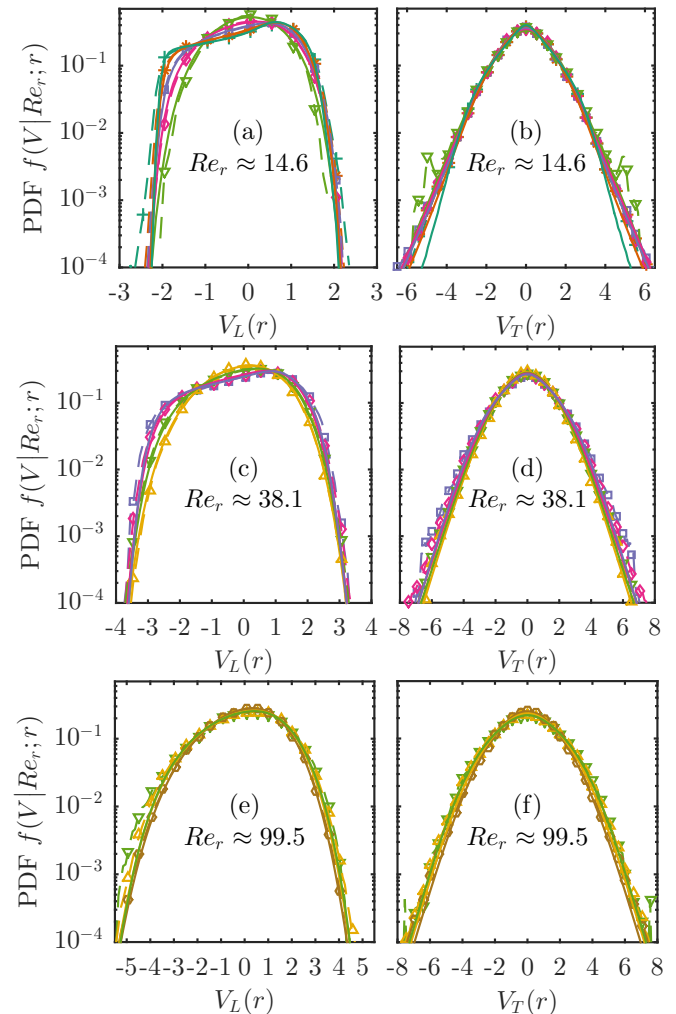 PDF f(V|Re_r; r)
10^{-1}
10^{-2}
10^{-3}
10^{-4}
(a)
Re_r ≈ 14.6
-3 -2 -1 0 1 2 3
V_L(r)
(b)
Re_r ≈ 14.6
-6 -4 -2 0 2 4 6
V_T(r)
PDF f(V|Re_r; r)
10^{-1}
10^{-2}
10^{-3}
10^{-4}
(c)
Re_r ≈ 38.1
-4 -3 -2 -1 0 1 2 3 4
V_L(r)
(d)
Re_r ≈ 38.1
-8 -6 -4 -2 0 2 4 6 8
V_T(r)
PDF f(V|Re_r; r)
10^{-1}
10^{-2}
10^{-3}
10^{-4}
(e)
Re_r ≈ 99.5
-5 -4 -3 -2 -1 0 1 2 3 4 5
V_L(r)
(f)
Re_r ≈ 99.5
-8 -6 -4 -2 0 2 4 6 8
V_T(r)